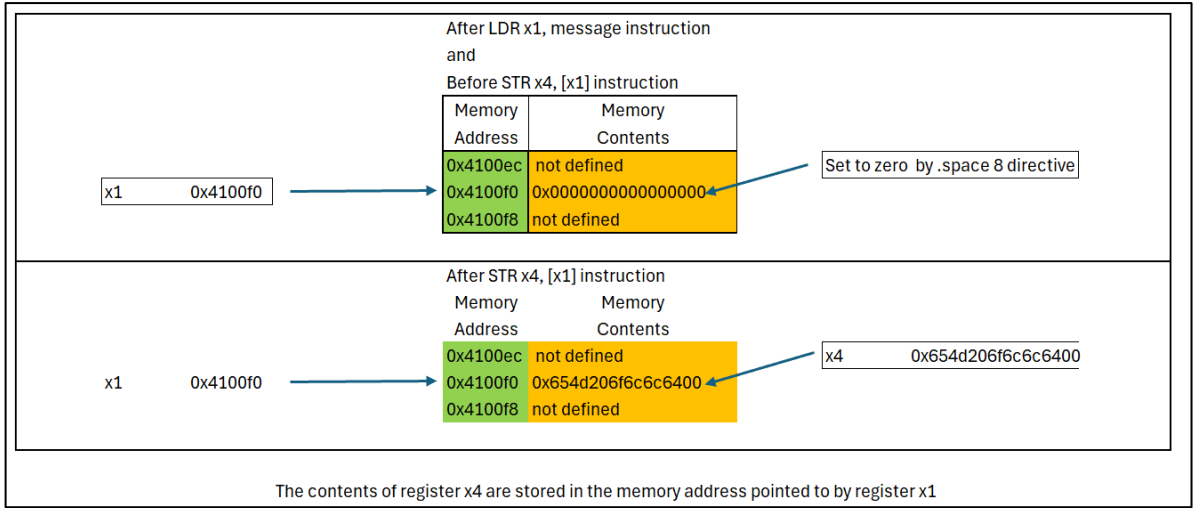 After LDR x1, message instruction
and
Before STR x4, [x1] instruction
Memory Memory
Address Contents
0x4100ec not defined
Set to zero by .space 8 directive
x1 0x4100f0
0x4100f0 0x0000000000000000
0x4100f8 not defined
After STR x4, [x1] instruction
Memory Memory
Address Contents
0x4100ec not defined
x4 0x654d206f6c6c6400
x1 0x4100f0
0x4100f0 0x654d206f6c6c6400
0x4100f8 not defined
The contents of register x4 are stored in the memory address pointed to by register x1